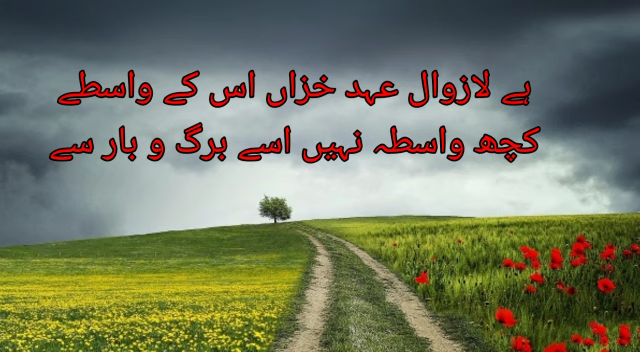 ہے لازوال عہد خزاں اس کے واسطے
کچھ واسطہ نہیں اسے برگ و بار سے